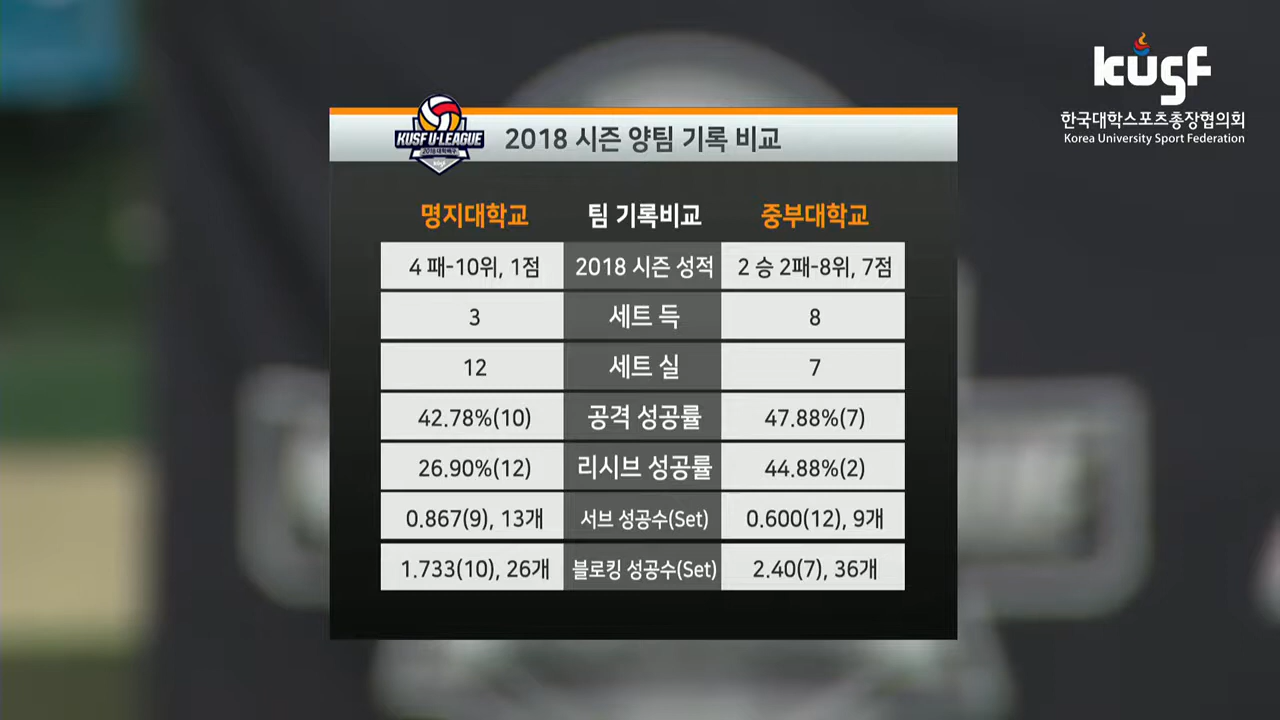 kusf
한국대학스포츠총장협의회
Korea University Sport Federation
KUSF U-LEAGUE
2018 시즌 양팀 기록 비교
명지대학교 팀 기록비교 중부대학교
4 패-10위, 1점 2018 시즌 성적 2 승 2패-8위, 7점
3 세트 득 8
12 세트 실 7
42.78%(10) 공격 성공률 47.88%(7)
26.90%(12) 리시브 성공률 44.88%(2)
0.867(9), 13개 서브 성공수(Set) 0.600(12), 9개
1.733(10), 26개 블로킹 성공수(Set) 2.40(7), 36개